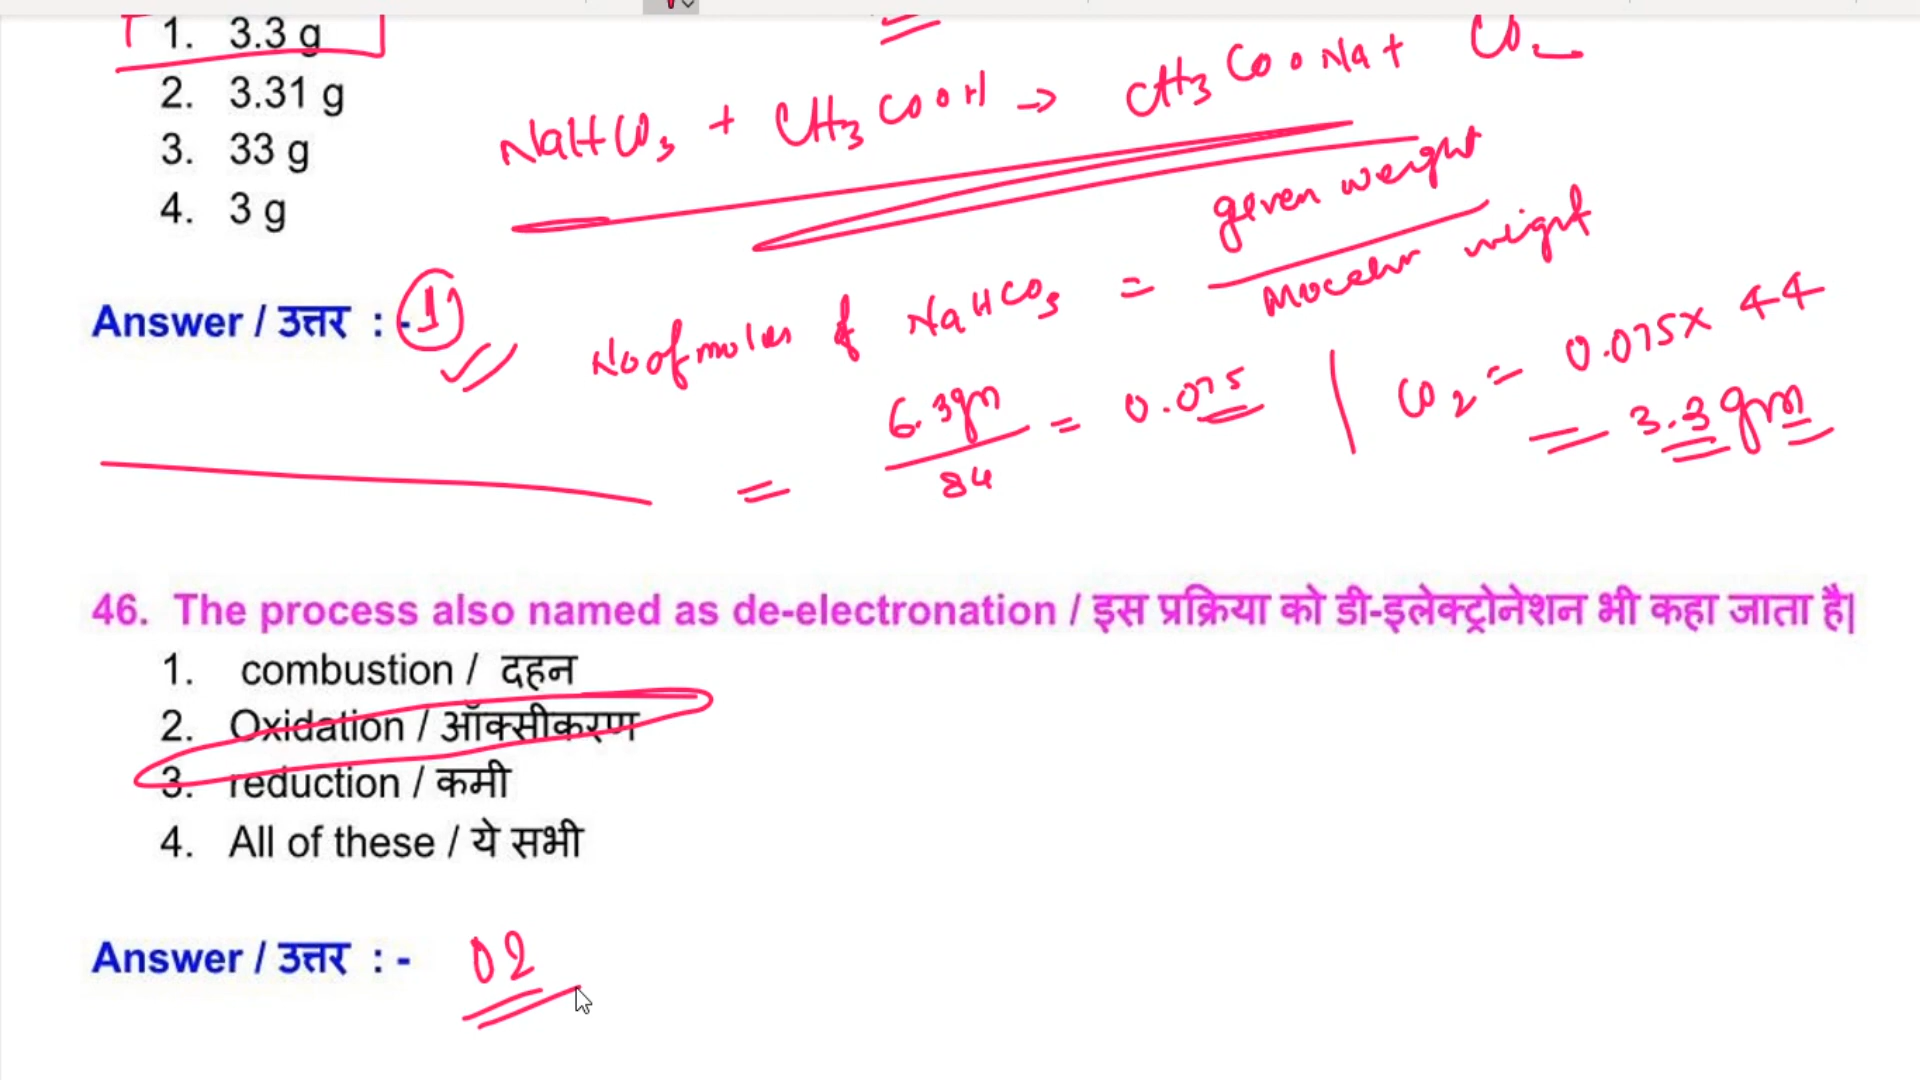 1. 3.3 g
2. 3.31 g
3. 33 g
4. 3 g
NaHCO3 + CH3COOH → CH3COONa + CO2
Answer / उत्तर : - 1
No of moles of NaHCO3 = given weight
weight
= 6.3gm = 0.075 | CO2 = 0.075 x 44
84
= 3.3 gm
46. The process also named as de-electronation / इस प्रक्रिया को डी-इलेक्ट्रोनेशन भी कहा जाता है|
1. combustion / दहन
2. Oxidation / ऑक्सीकरण
3. reduction / कमी
4. All of these / ये सभी
Answer / उत्तर : - 02